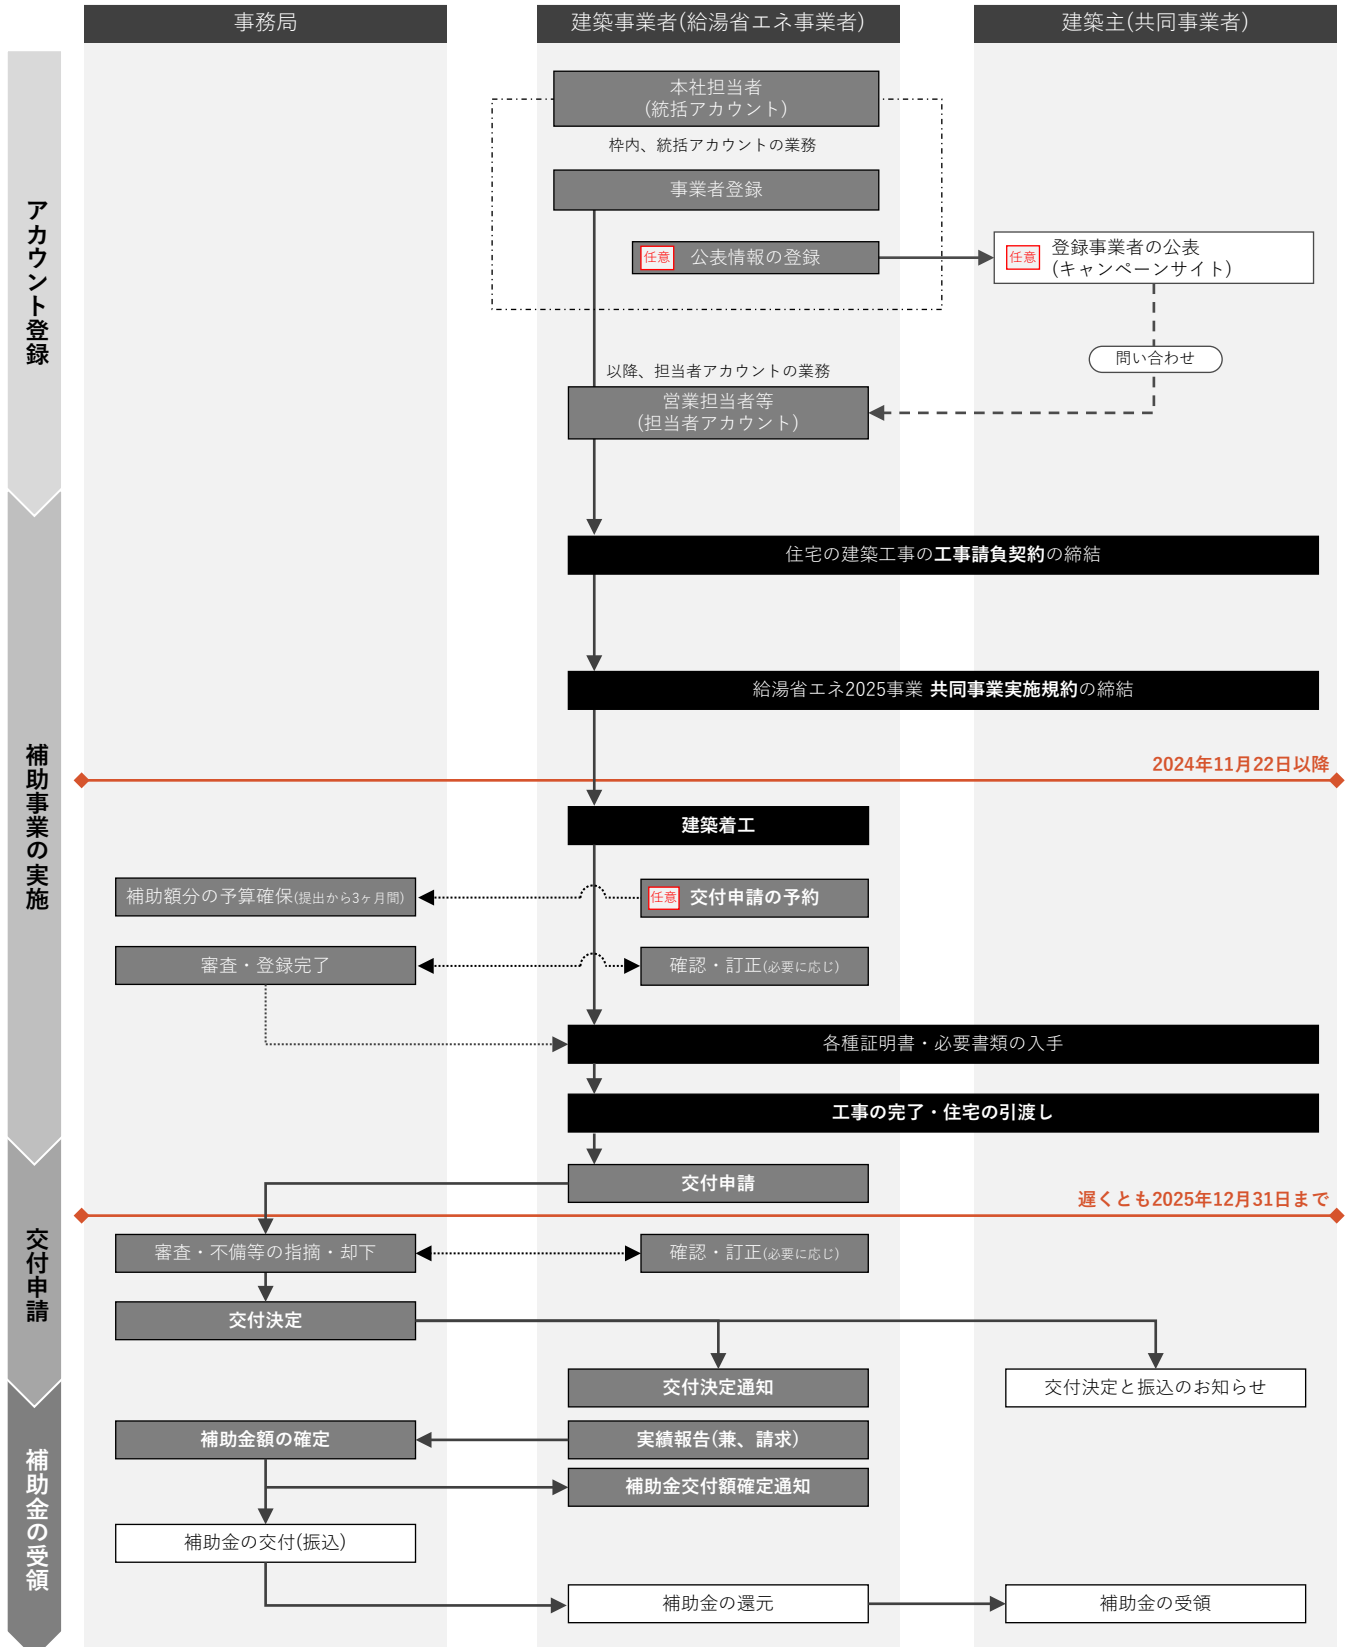 事務局
建築事業者(給湯省エネ事業者)
建築主(共同事業者)
アカウント登録
本社担当者
(統括アカウント)
枠内、統括アカウントの業務
事業者登録
任意 公表情報の登録
任意 登録事業者の公表
(キャンペーンサイト)
問い合わせ
以降、担当者アカウントの業務
営業担当者等
(担当者アカウント)
補助事業の実施
住宅の建築工事の工事請負契約の締結
給湯省エネ2025事業 共同事業実施規約の締結
2024年11月22日以降
建築着工
補助額分の予算確保(提出から3ヶ月間)
任意 交付申請の予約
審査・登録完了
確認・訂正(必要に応じ)
各種証明書・必要書類の入手
工事の完了・住宅の引渡し
交付申請
交付申請
遅くとも2025年12月31日まで
審査・不備等の指摘・却下
確認・訂正(必要に応じ)
交付決定
交付決定通知
交付決定と振込のお知らせ
補助金の受領
補助金額の確定
実績報告(兼、請求)
補助金交付額確定通知
補助金の交付(振込)
補助金の還元
補助金の受領